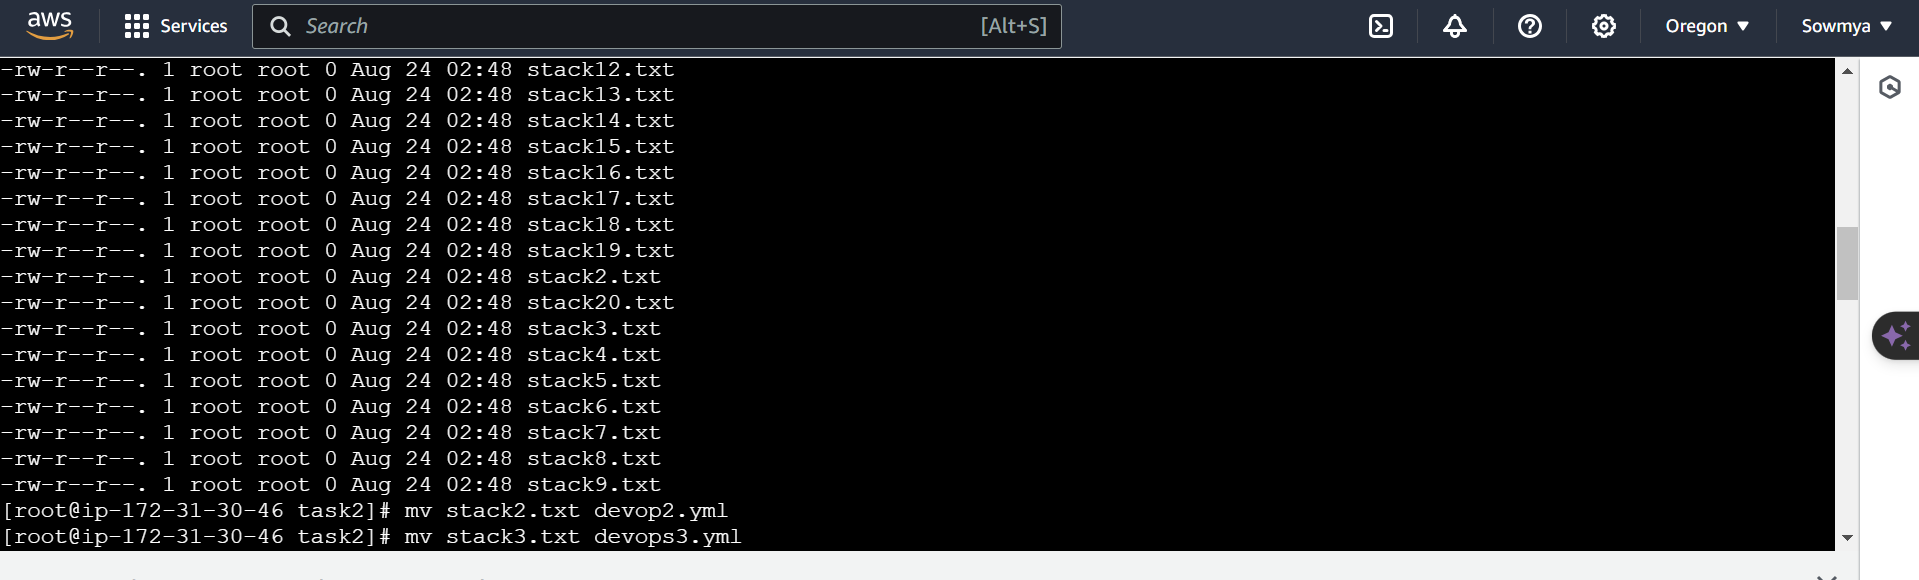 aws Services Search [Alt+S] Oregon Sowmya
-rw-r--r--. 1 root root 0 Aug 24 02:48 stack12.txt
-rw-r--r--. 1 root root 0 Aug 24 02:48 stack13.txt
-rw-r--r--. 1 root root 0 Aug 24 02:48 stack14.txt
-rw-r--r--. 1 root root 0 Aug 24 02:48 stack15.txt
-rw-r--r--. 1 root root 0 Aug 24 02:48 stack16.txt
-rw-r--r--. 1 root root 0 Aug 24 02:48 stack17.txt
-rw-r--r--. 1 root root 0 Aug 24 02:48 stack18.txt
-rw-r--r--. 1 root root 0 Aug 24 02:48 stack19.txt
-rw-r--r--. 1 root root 0 Aug 24 02:48 stack2.txt
-rw-r--r--. 1 root root 0 Aug 24 02:48 stack20.txt
-rw-r--r--. 1 root root 0 Aug 24 02:48 stack3.txt
-rw-r--r--. 1 root root 0 Aug 24 02:48 stack4.txt
-rw-r--r--. 1 root root 0 Aug 24 02:48 stack5.txt
-rw-r--r--. 1 root root 0 Aug 24 02:48 stack6.txt
-rw-r--r--. 1 root root 0 Aug 24 02:48 stack7.txt
-rw-r--r--. 1 root root 0 Aug 24 02:48 stack8.txt
-rw-r--r--. 1 root root 0 Aug 24 02:48 stack9.txt
[root@ip-172-31-30-46 task2]# mv stack2.txt devop2.yml
[root@ip-172-31-30-46 task2]# mv stack3.txt devops3.yml